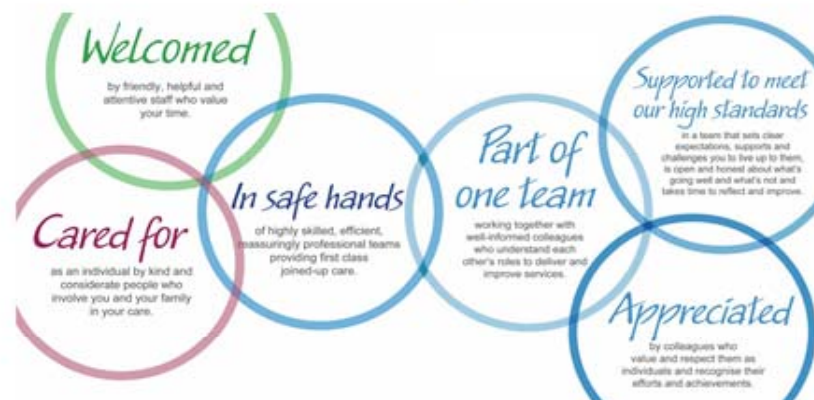 Welcomed
by friendly, helpful and
attentive staff who value
your time.
Cared for
as an individual by kind and
considerate people who
involve you and your family
in your care.
In safe hands
of highly skilled, efficient,
reassuringly professional teams
providing first class
joined-up care.
Part of
one team
working together with
well-informed colleagues
who understand each
other's roles to deliver and
improve services.
Supported to meet
our high standards
in a team that sets clear
expectations, supports and
challenges you to live up to them,
is open and honest about what's
going well and what's not and
takes time to reflect and improve.
Appreciated
by colleagues who
value and respect them as
individuals and recognise their
efforts and achievements.